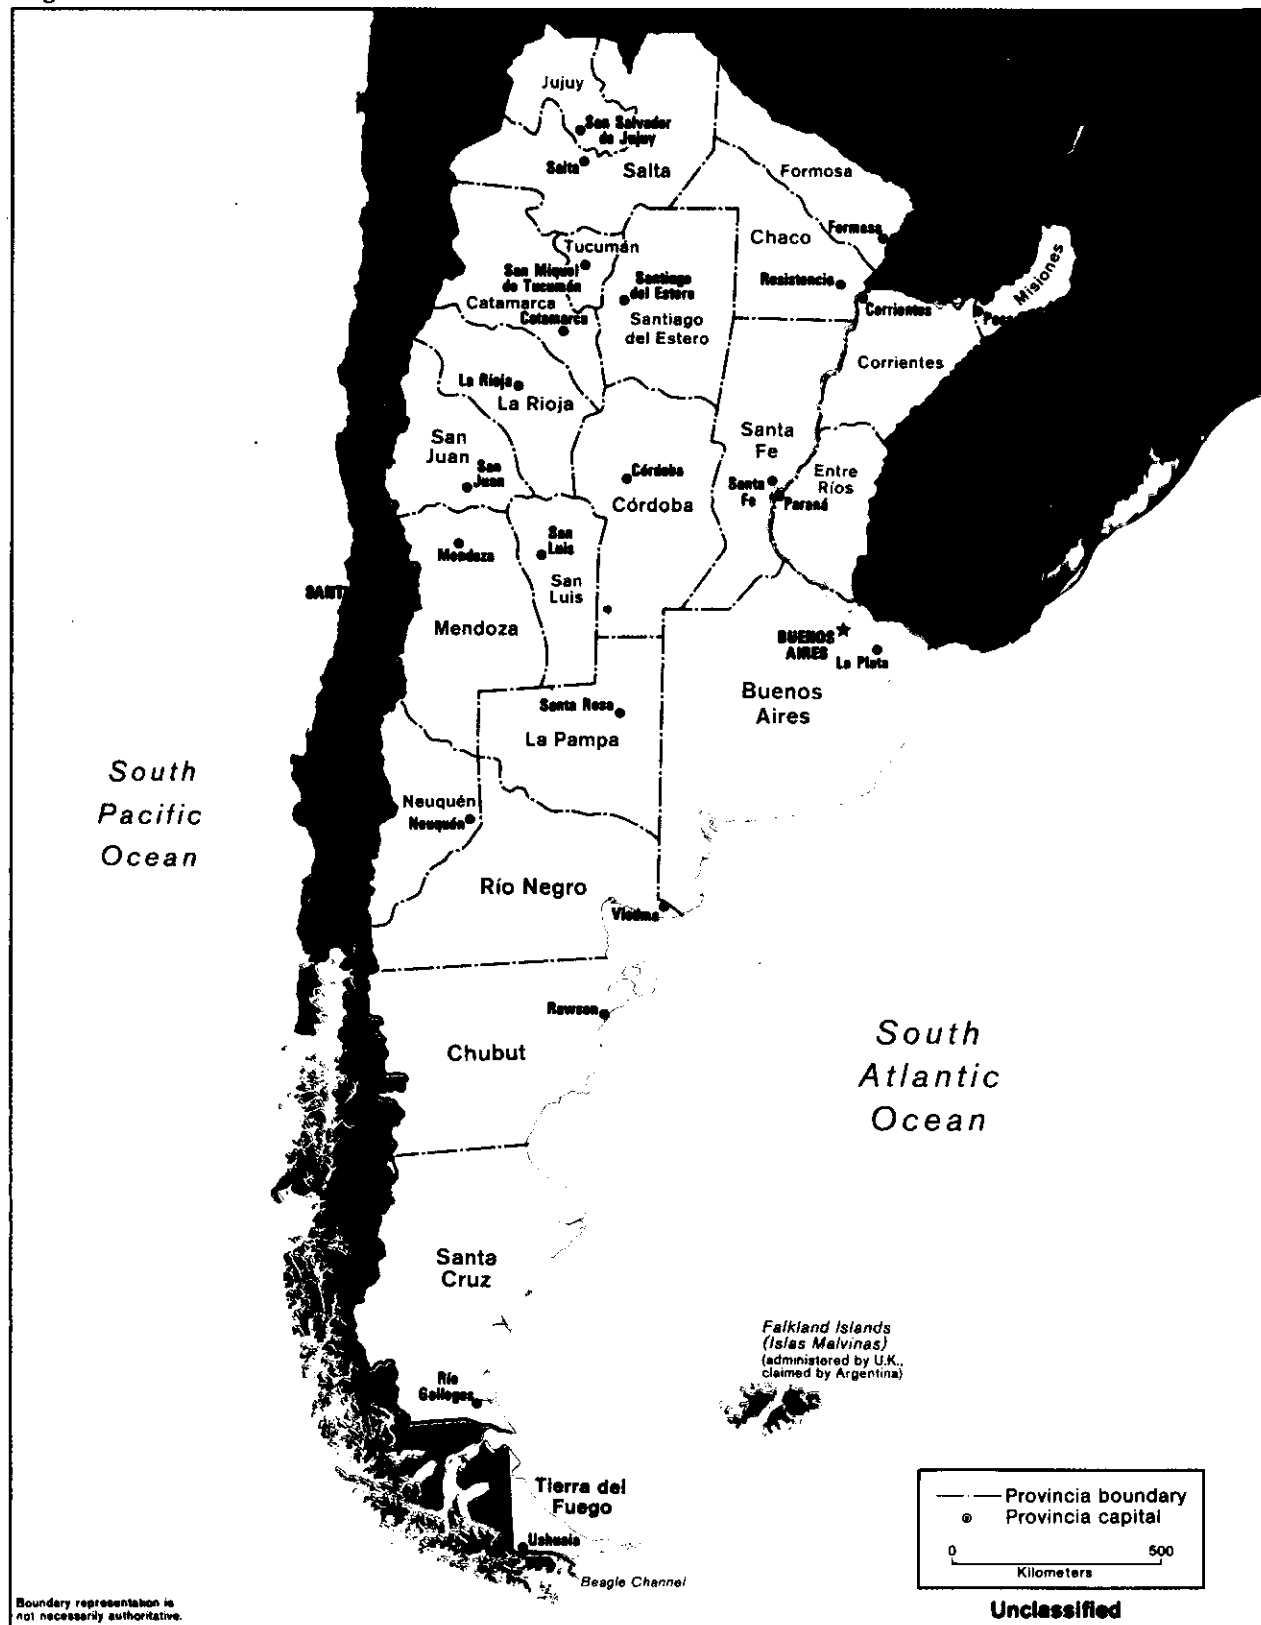 Jujuy
San Salvador
de Jujuy
Salta
Salta
Formosa
Formosa
Chaco
Tucumán
San Miguel
de Tucumán
Santiago
del Estero
Resistencia
Misiones
Catamarca
Catamarca
Santiago
del Estero
Corrientes
Corrientes
La Rioja
La Rioja
San
Juan
San
Juan
Santa
Fe
Córdoba
Córdoba
Santa
Fe
Entre
Ríos
Paraná
Mendoza
San
Luis
San
Luis
SANT
Mendoza
BUENOS
AIRES
La Plata
Buenos
Aires
Santa Rosa
La Pampa
South
Pacific
Ocean
Neuquén
Neuquén
Río Negro
Viedma
Rawson
Chubut
South
Atlantic
Ocean
Santa
Cruz
Falkland Islands
(Islas Malvinas)
(administered by U.K.,
claimed by Argentina)
Río
Gallegos
Tierra del
Fuego
Ushuaia
Beagle Channel
Provincia boundary
Provincia capital
0 500
Kilometers
Boundary representation is
not necessarily authoritative.
Unclassified